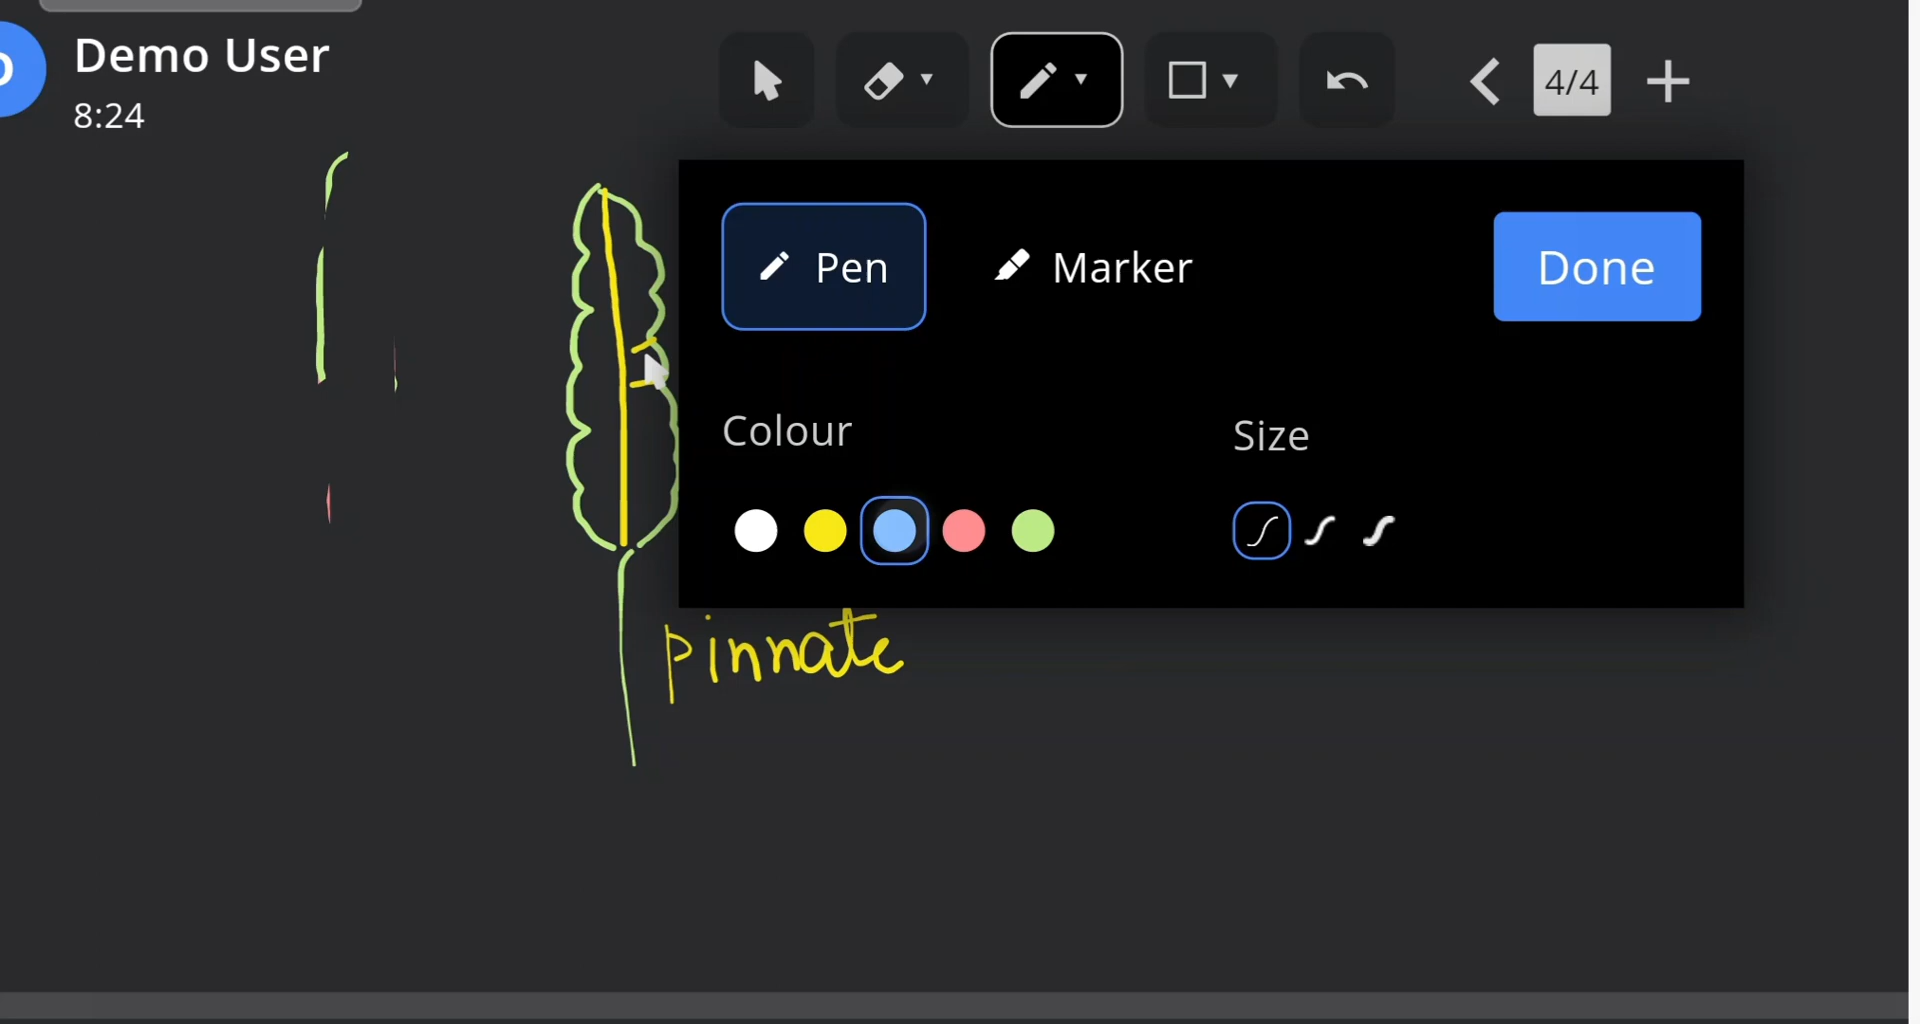 Demo User
8:24
4/4
Pen
Marker
Done
Colour
Size
pinnate